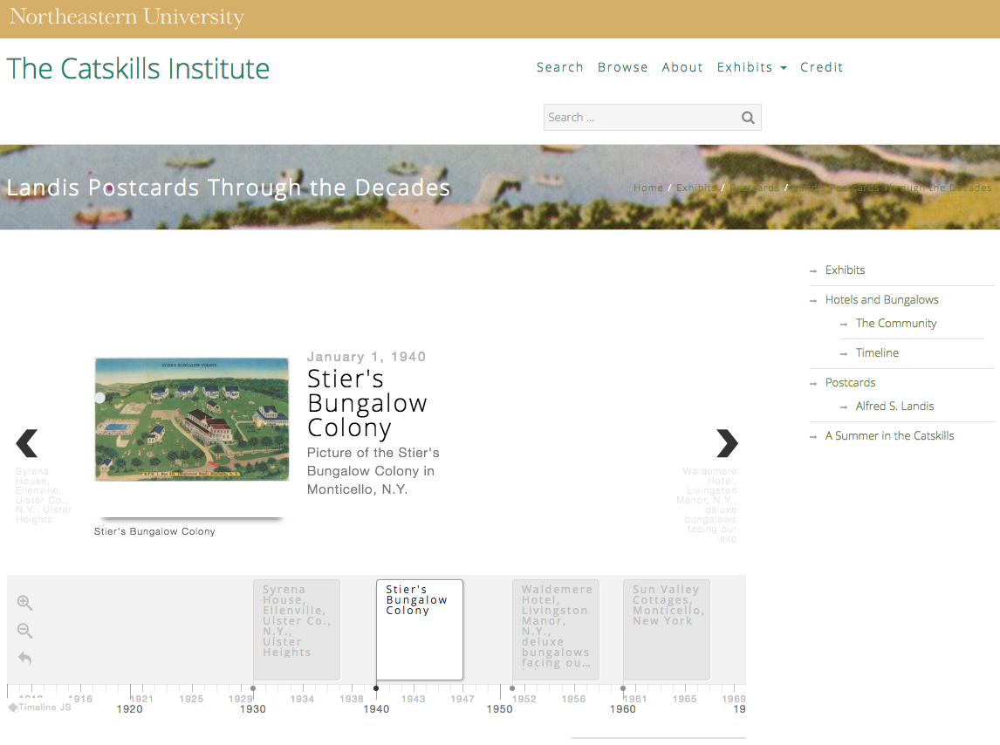 Northeastern University
The Catskills Institute
Search Browse About Exhibits Credit
Search ...
Landis Postcards Through the Decades
Home / Exhibits / Postcards / Landis Postcards Through the Decades
Exhibits
Hotels and Bungalows
The Community
Timeline
Postcards
Alfred S. Landis
A Summer in the Catskills
STIER'S BUNGALOW COLONY
January 1, 1940
Stier's
Bungalow
Colony
Picture of the Stier's
Bungalow Colony in
Monticello, N.Y.
Stier's Bungalow Colony
Syrena
House,
Ellenville,
Ulster Co.,
N.Y., Ulster
Heights
Waldemere
Hotel,
Livingston
Manor, N.Y.,
deluxe
bungalows
facing our
lake
Syrena
House,
Ellenville,
Ulster Co.,
N.Y.,
Ulster
Heights
Stier's
Bungalow
Colony
Waldemere
Hotel,
Livingston
Manor,
N.Y.,
deluxe
bungalows
facing ou...
Sun Valley
Cottages,
Monticello,
New York
1916 1921 1925 1929 1934 1938 1943 1947 1952 1956 1961 1965 1969
Timeline JS
1920 1930 1940 1950 1960 19